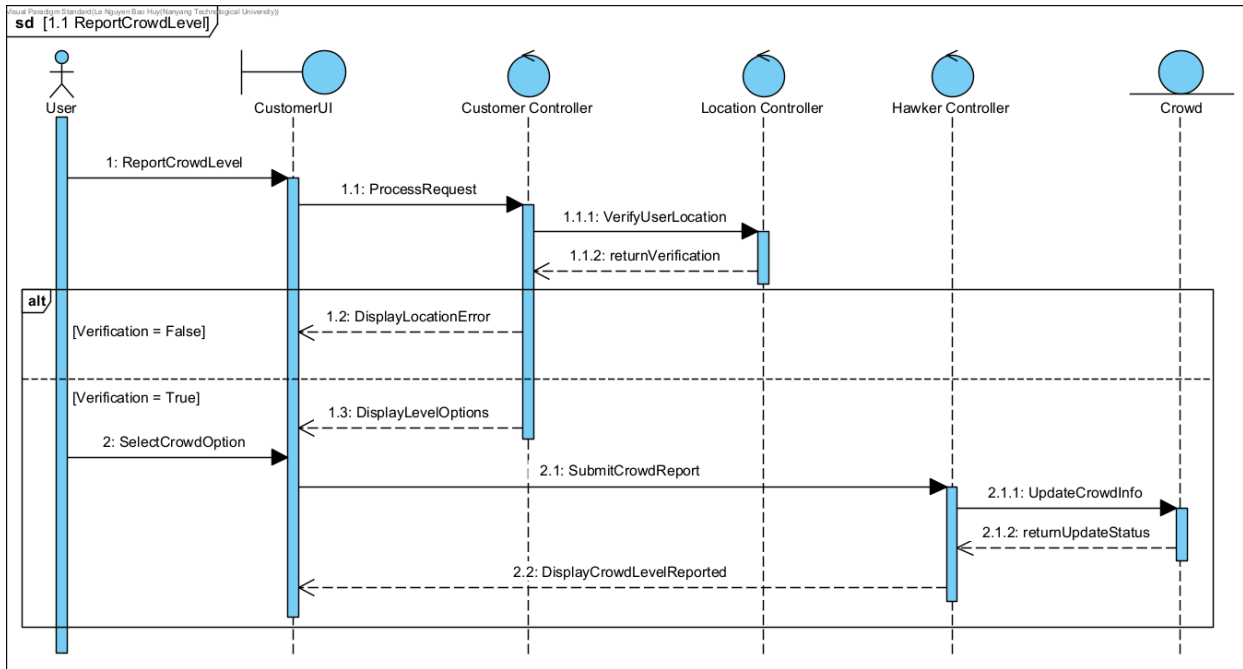 Visual Paradigm Standard(Le Nguyen Bao Huy(Nanyang Technological University))
sd [1.1 ReportCrowdLevel]
User
CustomerUI
Customer Controller
Location Controller
Hawker Controller
Crowd
1: ReportCrowdLevel
1.1: ProcessRequest
1.1.1: VerifyUserLocation
1.1.2: returnVerification
alt
1.2: DisplayLocationError
[Verification = False]
[Verification = True]
1.3: DisplayLevelOptions
2: SelectCrowdOption
2.1: SubmitCrowdReport
2.1.1: UpdateCrowdInfo
2.1.2: returnUpdateStatus
2.2: DisplayCrowdLevelReported